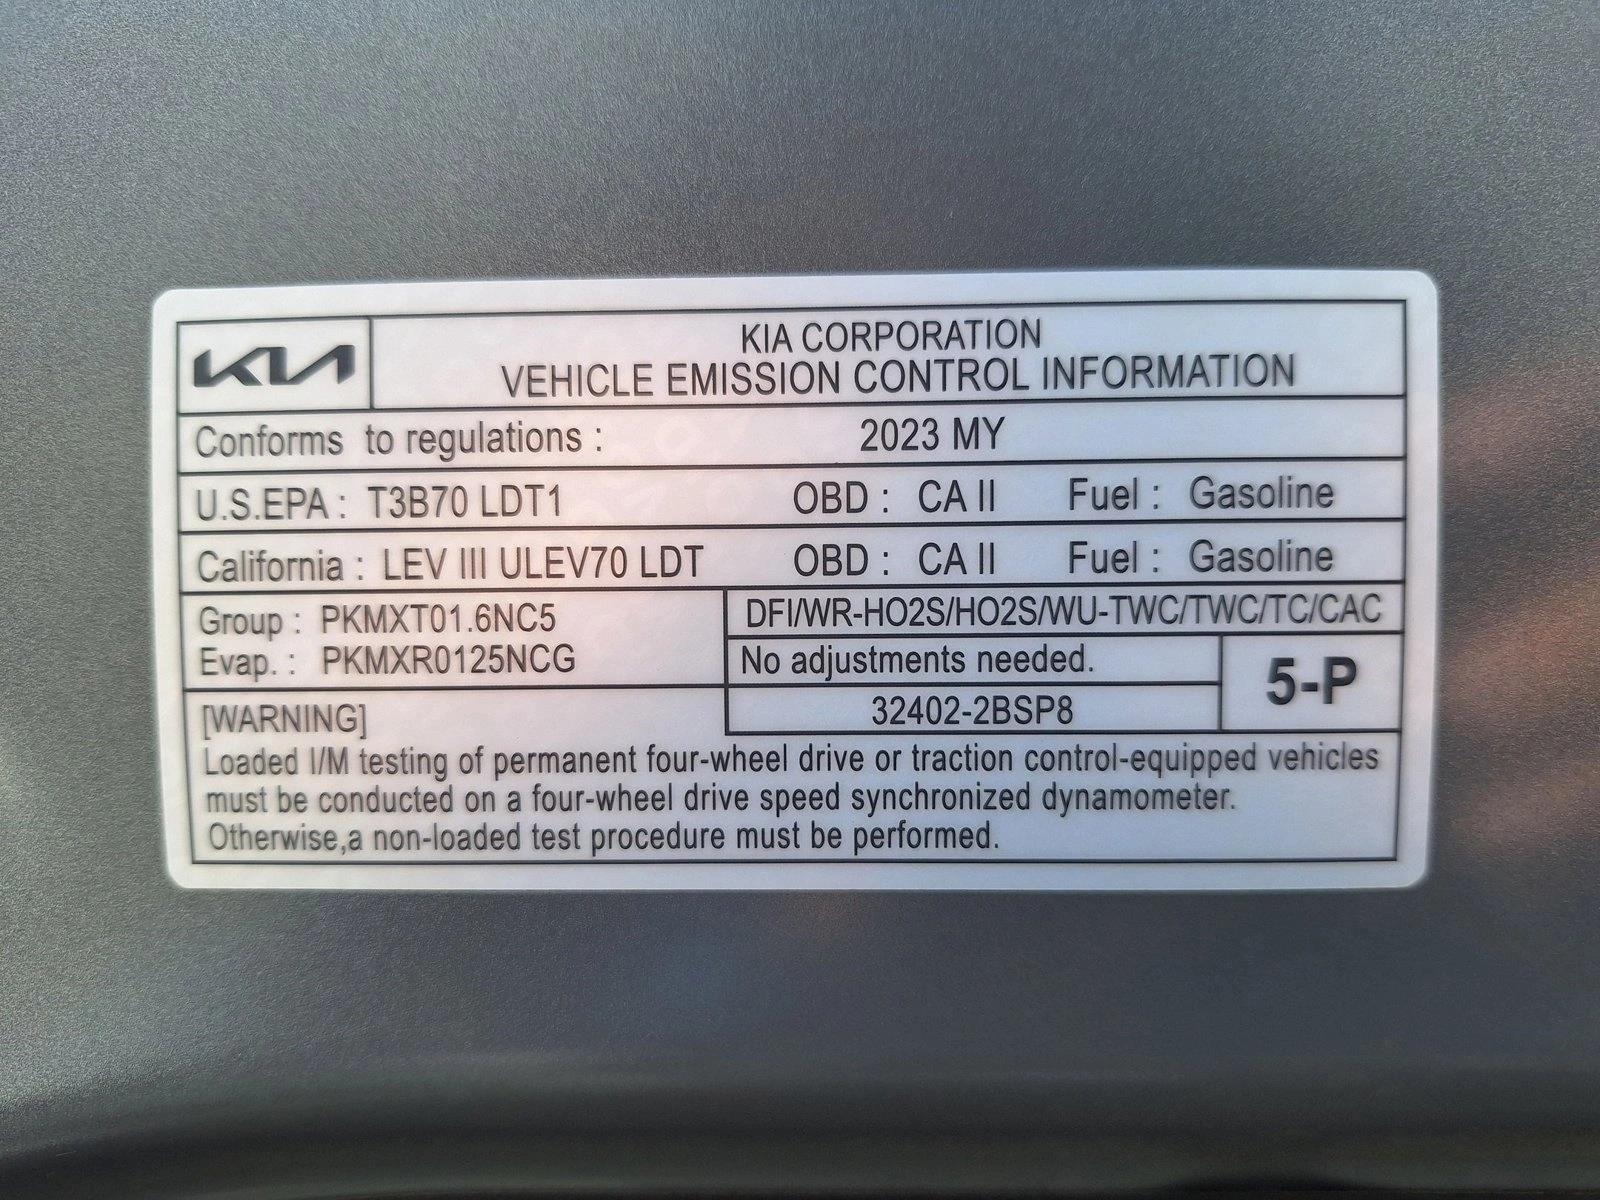 KIA
KIA CORPORATION
VEHICLE EMISSION CONTROL INFORMATION
Conforms to regulations : 2023 MY
U.S.EPA : T3B70 LDT1 OBD : CA II Fuel : Gasoline
California : LEV III ULEV70 LDT OBD : CA II Fuel : Gasoline
Group : PKMXT01.6NC5
Evap. : PKMXR0125NCG
DFI/WR-HO2S/HO2S/WU-TWC/TWC/TC/CAC
No adjustments needed.
32402-2BSP8
5-P
[WARNING]
Loaded I/M testing of permanent four-wheel drive or traction control-equipped vehicles
must be conducted on a four-wheel drive speed synchronized dynamometer.
Otherwise,a non-loaded test procedure must be performed.